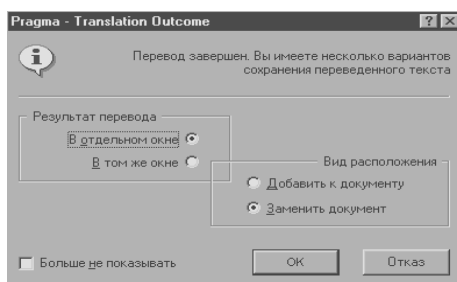 Pragma - Translation Outcome
Перевод завершен. Вы имеете несколько вариантов
сохранения переведенного текста
Результат перевода
В отдельном окне
В том же окне
Вид расположения
Добавить к документу
Заменить документ
Больше не показывать
OK
Отказ